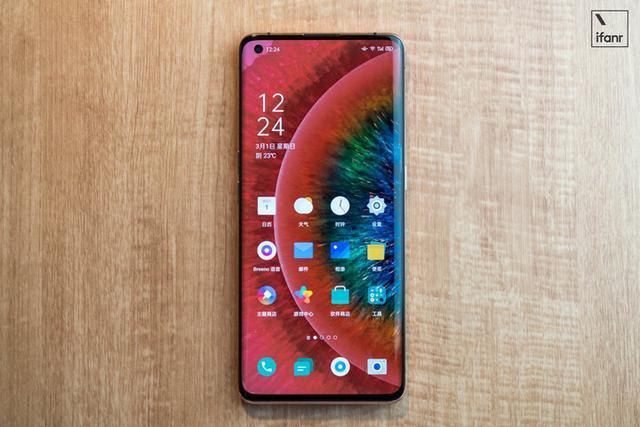 ifanr
12:24
12
24
3月1日 星期日
阴 23℃
日历
天气
时钟
设置
Breeno 语音
邮件
相册
便签
主题商店
游戏中心
软件商店
工具